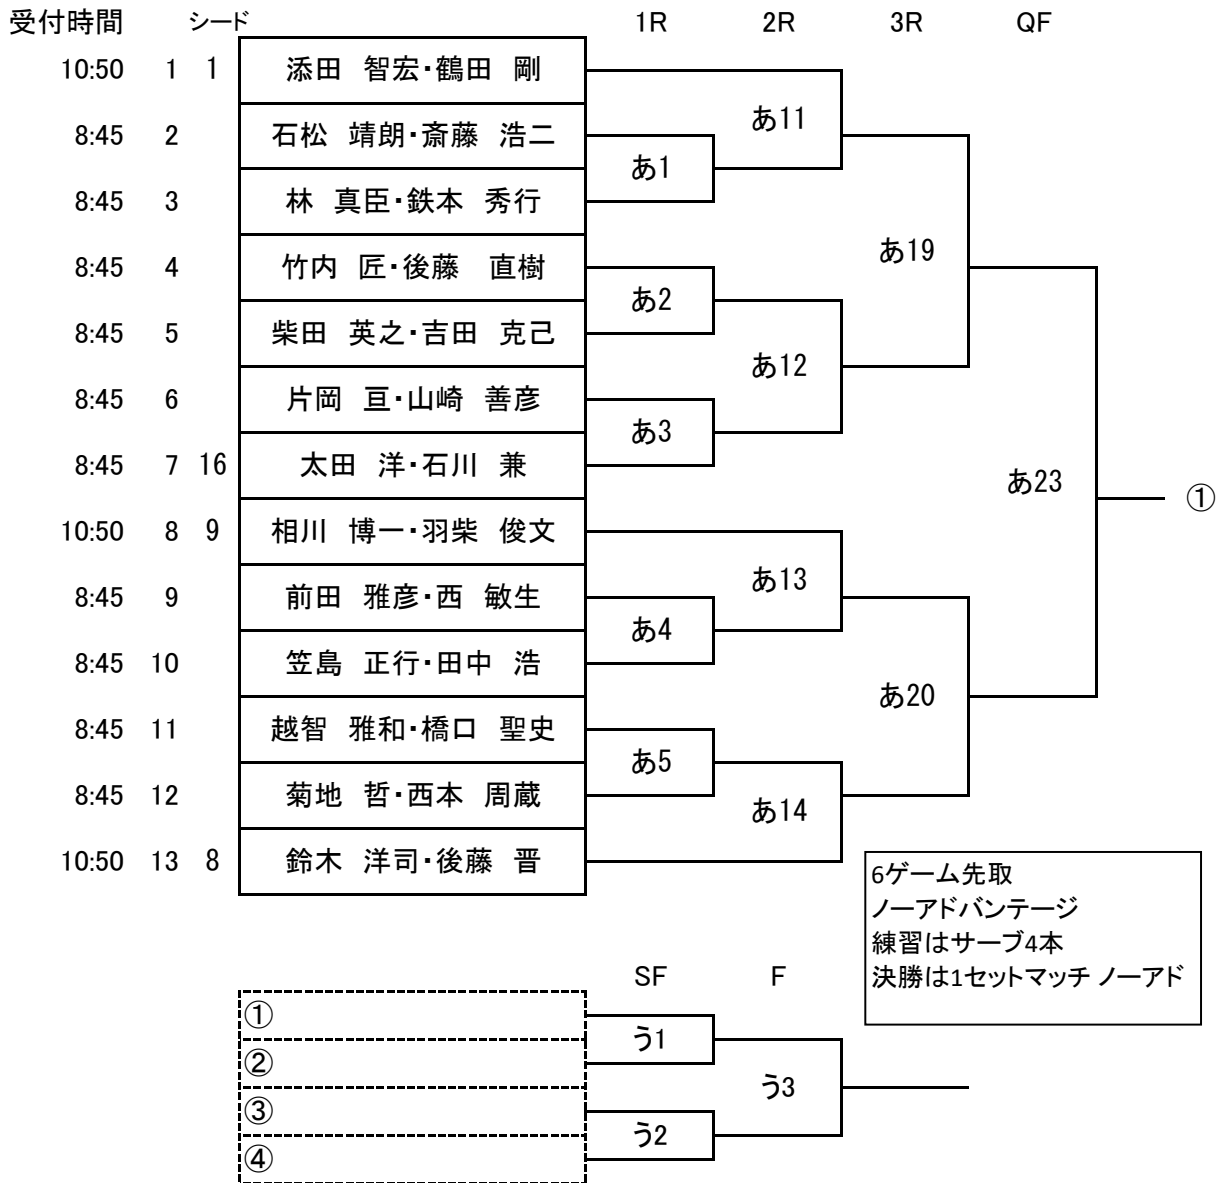 受付時間 シード 1R 2R 3R QF
10:50 1 1 添田 智宏・鶴田 剛
あ11
8:45 2 石松 靖朗・斎藤 浩二
あ1
8:45 3 林 真臣・鉄本 秀行
あ19
8:45 4 竹内 匠・後藤 直樹
あ2
8:45 5 柴田 英之・吉田 克己
あ12
8:45 6 片岡 亘・山崎 善彦
あ3
8:45 7 16 太田 洋・石川 兼
あ23 ①
10:50 8 9 相川 博一・羽柴 俊文
あ13
8:45 9 前田 雅彦・西 敏生
あ4
8:45 10 笠島 正行・田中 浩
あ20
8:45 11 越智 雅和・橋口 聖史
あ5
8:45 12 菊地 哲・西本 周蔵
あ14
10:50 13 8 鈴木 洋司・後藤 晋
6ゲーム先取
ノーアドバンテージ
練習はサーブ4本
決勝は1セットマッチ ノーアド
SF F
①
う1
②
う3
③
う2
④